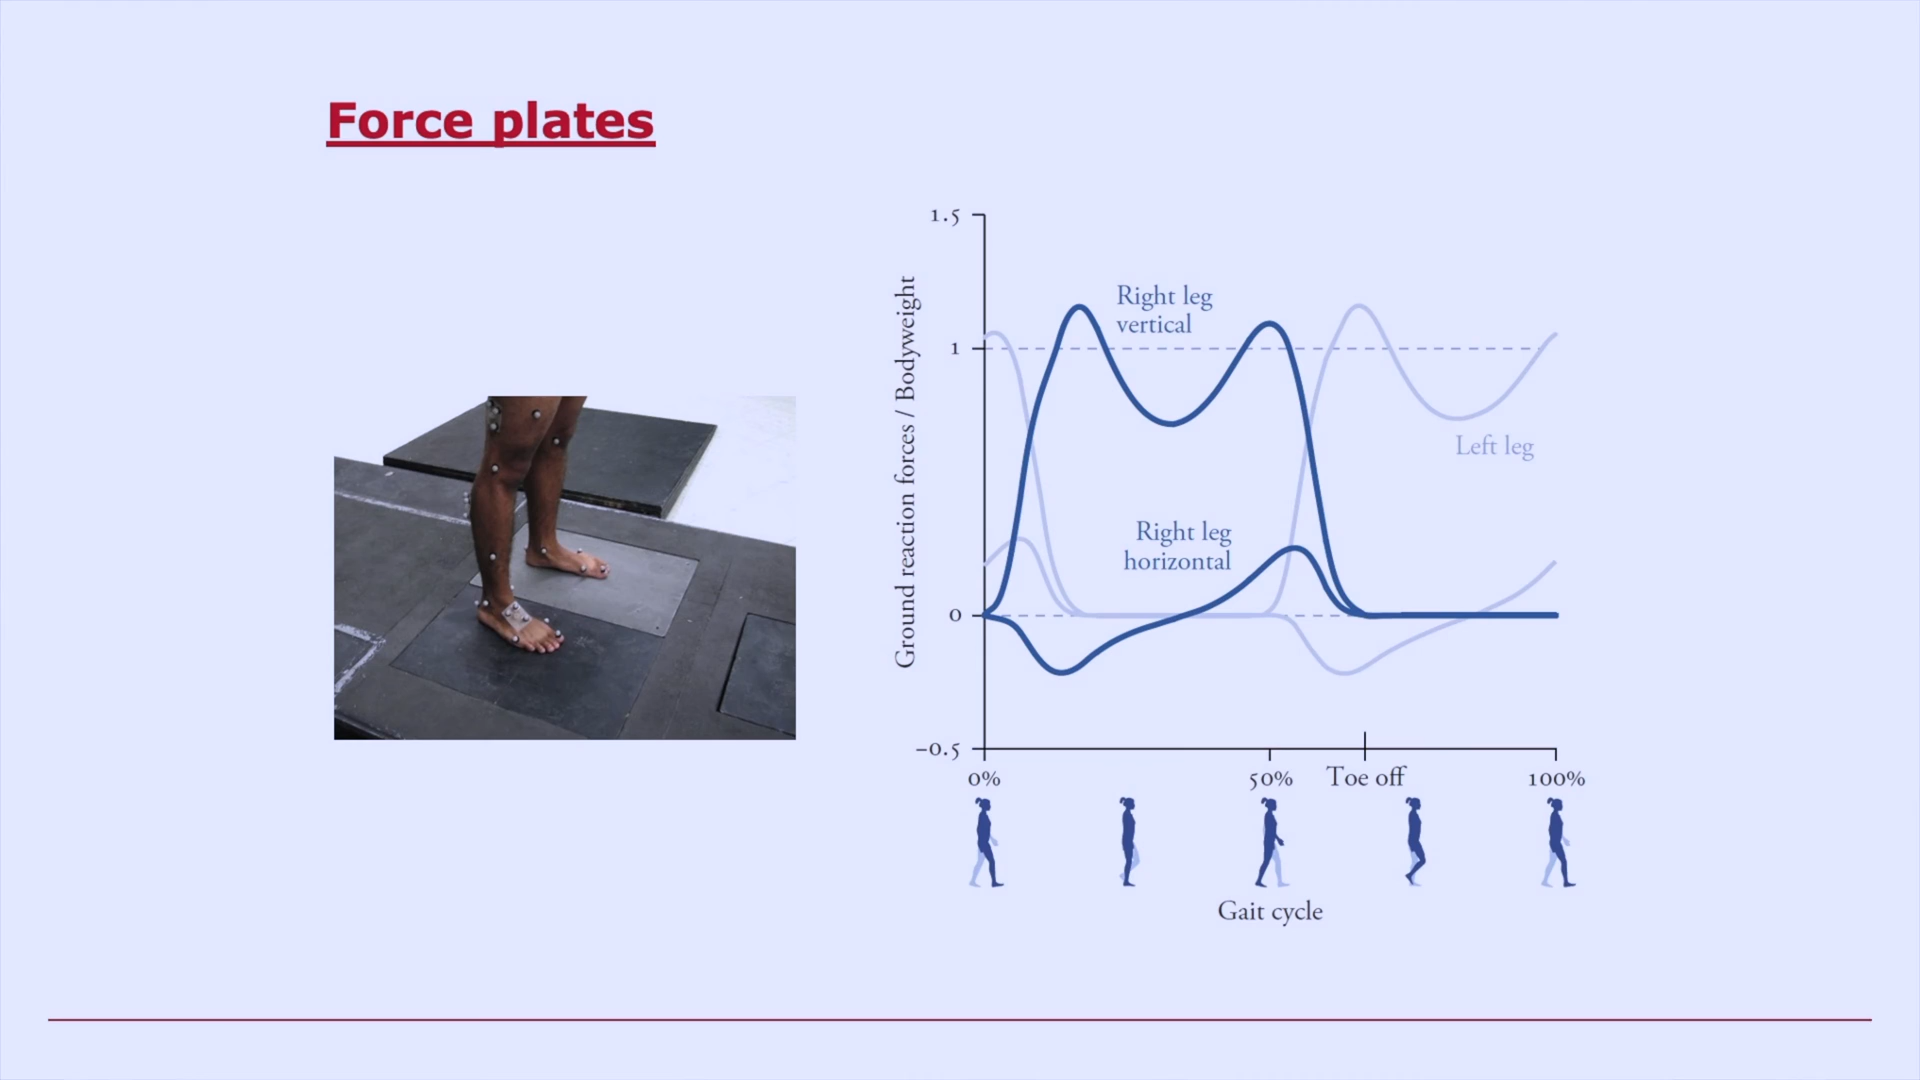 Force plates
1.5
1
0
−0.5
Ground reaction forces / Bodyweight
Right leg
vertical
Left leg
Right leg
horizontal
0%
50%
Toe off
100%
Gait cycle